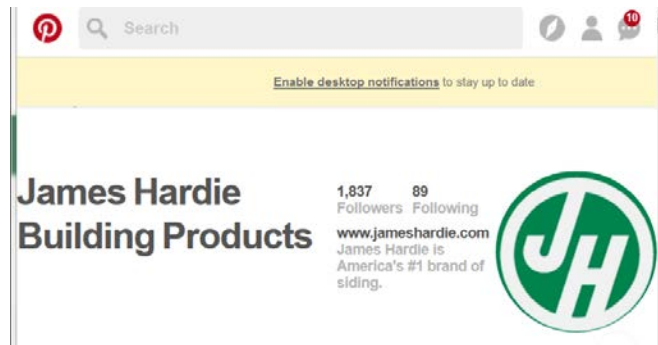 Search
10
Enable desktop notifications to stay up to date
James Hardie
Building Products
1,837 89
Followers Following
www.jameshardie.com
James Hardie is
America's #1 brand of
siding.
JH